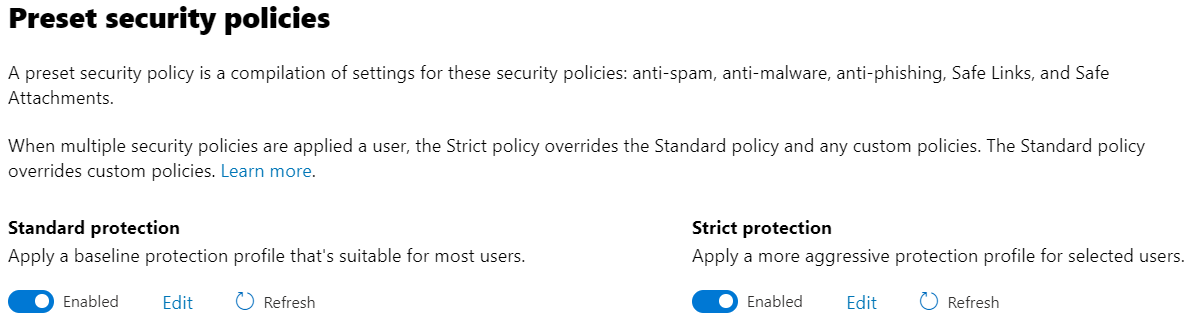 Preset security policies
A preset security policy is a compilation of settings for these security policies: anti-spam, anti-malware, anti-phishing, Safe Links, and Safe
Attachments.
When multiple security policies are applied a user, the Strict policy overrides the Standard policy and any custom policies. The Standard policy
overrides custom policies. Learn more.
Standard protection
Apply a baseline protection profile that's suitable for most users.
Enabled Edit Refresh
Strict protection
Apply a more aggressive protection profile for selected users.
Enabled Edit Refresh